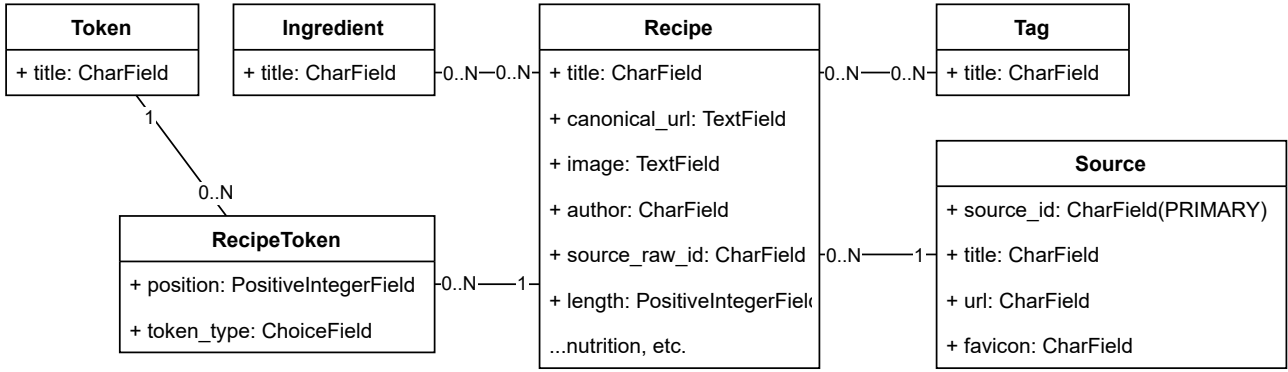 Token
+ title: CharField
Ingredient
+ title: CharField
Recipe
+ title: CharField
+ canonical_url: TextField
+ image: TextField
+ author: CharField
+ source_raw_id: CharField
+ length: PositiveIntegerField
...nutrition, etc.
Tag
+ title: CharField
Source
+ source_id: CharField(PRIMARY)
+ title: CharField
+ url: CharField
+ favicon: CharField
RecipeToken
+ position: PositiveIntegerField
+ token_type: ChoiceField
0..N
0..N
0..N
0..N
1
0..N
0..N
1
0..N
1